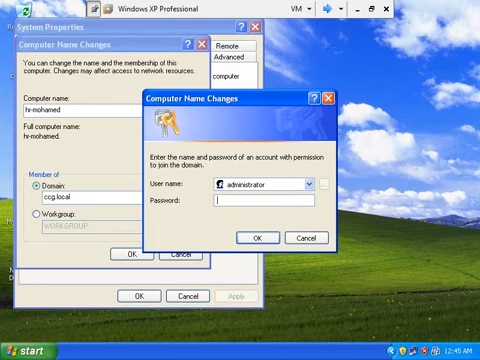 Windows XP Professional
VM
System Properties
Remote
Advanced
computer
Computer Name Changes
You can change the name and the membership of this
computer. Changes may affect access to network resources.
Computer name:
hr-mohamed
Full computer name:
hr-mohamed.
Member of
Domain:
ccg.local
Workgroup:
WORKGROUP
OK
Cancel
OK
Cancel
Apply
Computer Name Changes
Enter the name and password of an account with permission
to join the domain.
User name:
administrator
Password:
OK
Cancel
start
12:45 AM